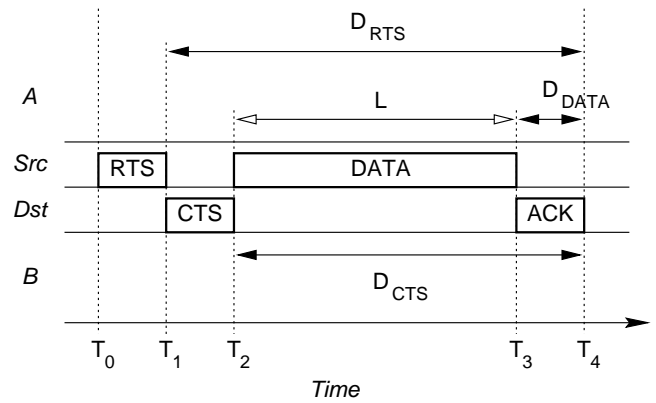 D_RTS
A
L
D_DATA
Src
RTS
DATA
Dst
CTS
ACK
B
D_CTS
T_0
T_1
T_2
T_3
T_4
Time